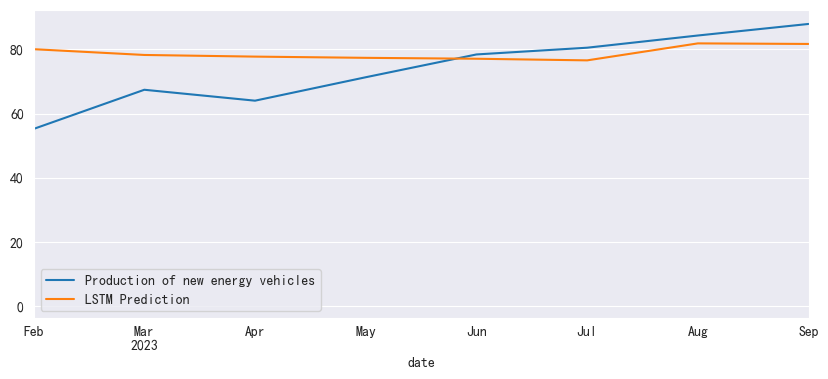 80
60
40
20
0
Production of new energy vehicles
LSTM Prediction
Feb Mar Apr May Jun Jul Aug Sep
2023
date